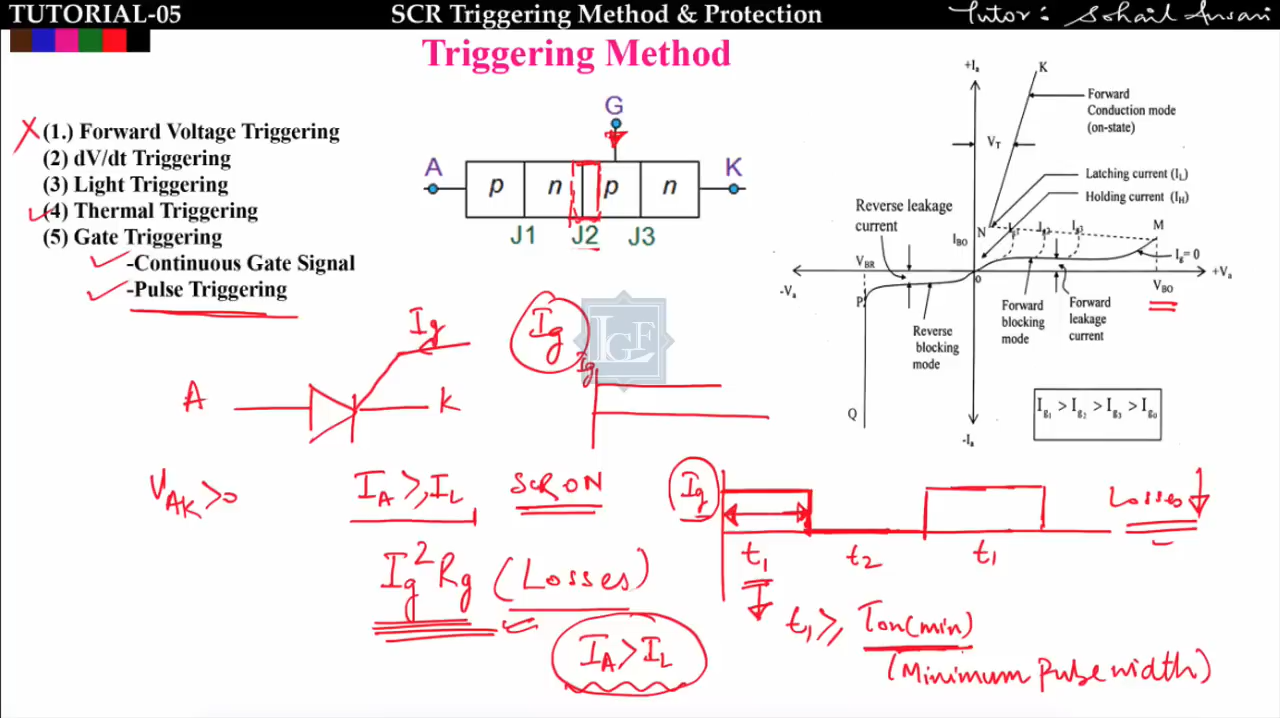 TUTORIAL-05
SCR Triggering Method & Protection
Tutor: Sohail Ansari
Triggering Method
(1.) Forward Voltage Triggering
(2) dV/dt Triggering
(3) Light Triggering
(4) Thermal Triggering
(5) Gate Triggering
-Continuous Gate Signal
-Pulse Triggering
G
A
K
p
n
p
n
J1
J2
J3
+Ia
K
Forward
Conduction mode
(on-state)
VT
Latching current (IL)
Holding current (IH)
Reverse leakage
current
IBO
N
Ig1
Ig2
Ig3
M
Ig=0
VBR
-Va
o
+Va
VBO
P
Reverse
blocking
mode
Forward
blocking
mode
Forward
leakage
current
Q
-Ia
Ig1 > Ig2 > Ig3 > Ig0
Ig
Ig
LGF
Ig
A
K
VAK>0
IA ≥ IL
SCR ON
Ig
Losses ↓
t1
t2
t1
Ig²Rg (Losses)
t1 ≥ Ton(min)
IA > IL
(Minimum pulse width)